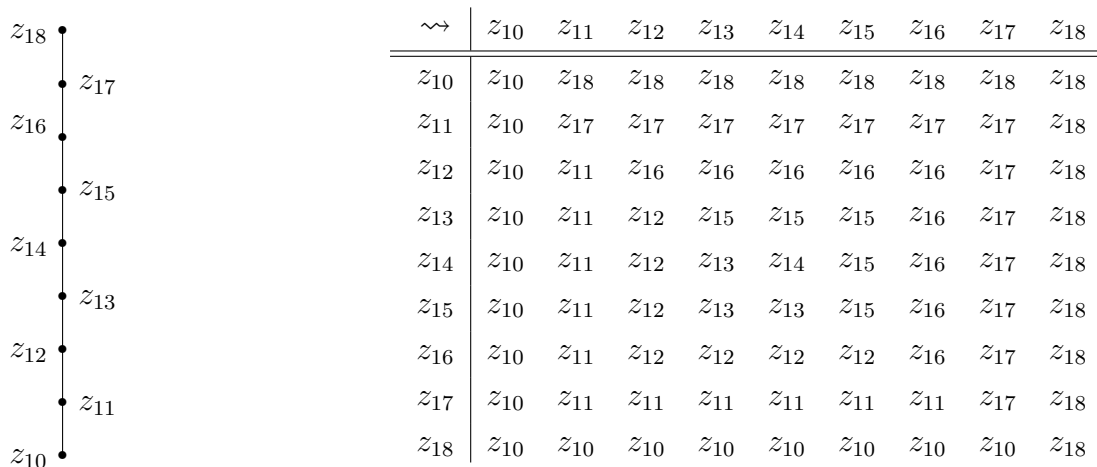 z18
z17
z16
z15
z14
z13
z12
z11
z10
⇝ z10 z11 z12 z13 z14 z15 z16 z17 z18
z10 z10 z18 z18 z18 z18 z18 z18 z18 z18
z11 z10 z17 z17 z17 z17 z17 z17 z17 z18
z12 z10 z11 z16 z16 z16 z16 z16 z17 z18
z13 z10 z11 z12 z15 z15 z15 z16 z17 z18
z14 z10 z11 z12 z13 z14 z15 z16 z17 z18
z15 z10 z11 z12 z13 z13 z15 z16 z17 z18
z16 z10 z11 z12 z12 z12 z12 z16 z17 z18
z17 z10 z11 z11 z11 z11 z11 z11 z17 z18
z18 z10 z10 z10 z10 z10 z10 z10 z10 z18